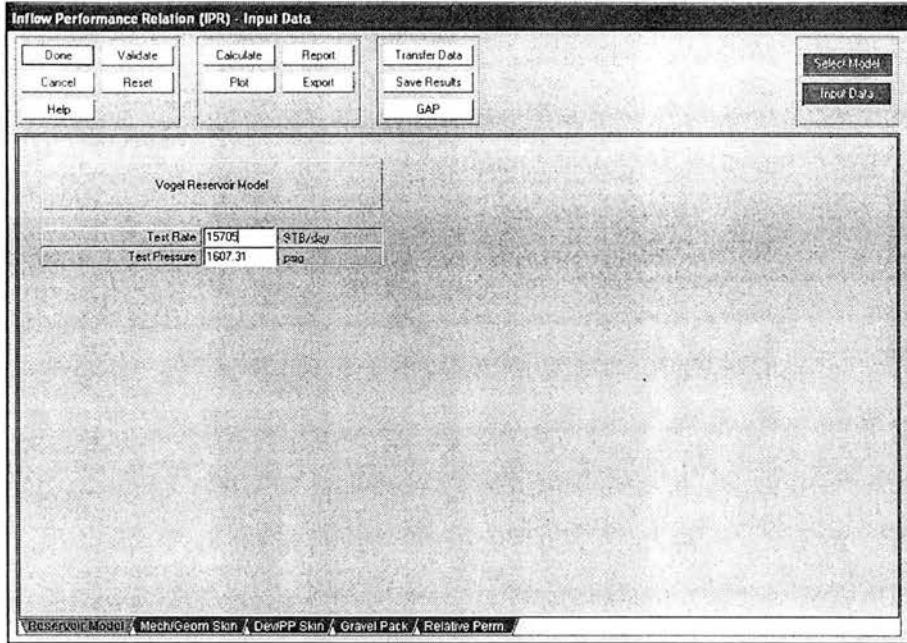 Inflow Performance Relation (IPR) - Input Data
Done Validate Calculate Report Transfer Data Select Model
Cancel Reset Plot Export Save Results Input Data
Help GAP
Vogel Reservoir Model
Test Rate 15705 STB/day
Test Pressure 1607.31 psig
Reservoir Model Mech/Geom Skin Dev/PP Skin Gravel Pack Relative Perm